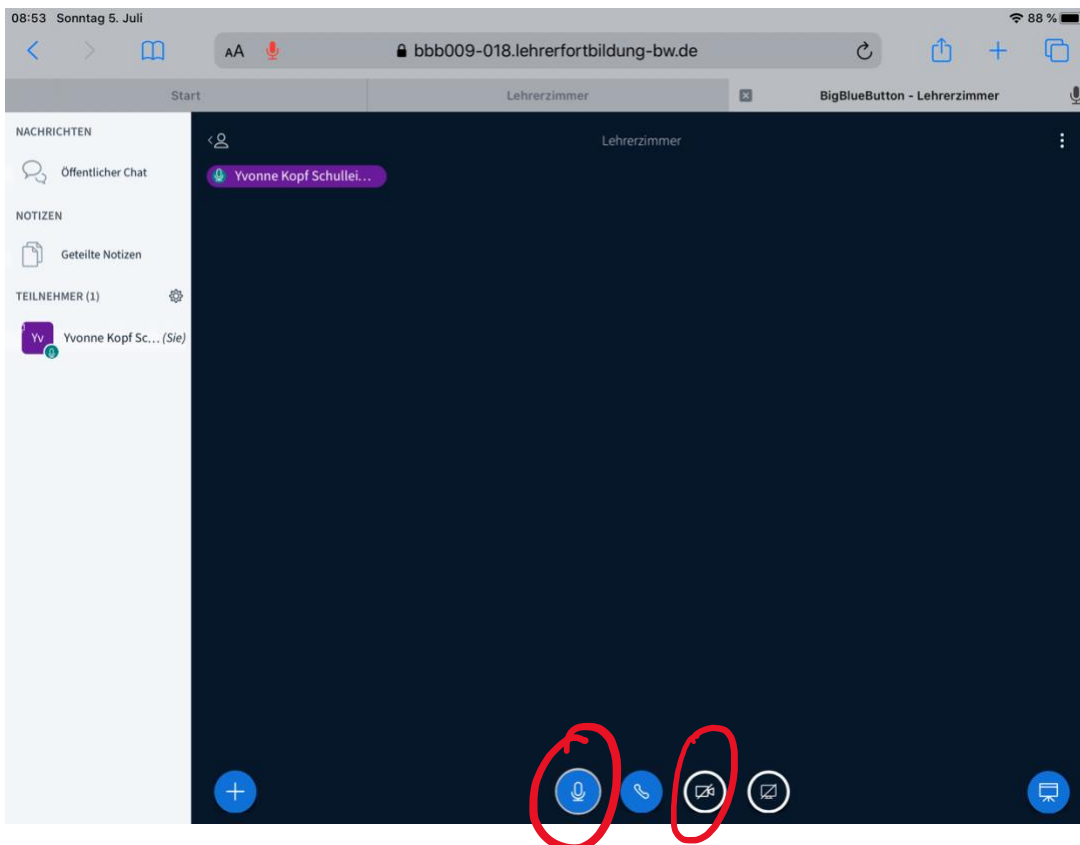 08:53 Sonntag 5. Juli
88 %
AA
bbb009-018.lehrerfortbildung-bw.de
Start
Lehrerzimmer
BigBlueButton - Lehrerzimmer
NACHRICHTEN
Öffentlicher Chat
NOTIZEN
Geteilte Notizen
TEILNEHMER (1)
Yv
Yvonne Kopf Sc... (Sie)
Lehrerzimmer
Yvonne Kopf Schullei...